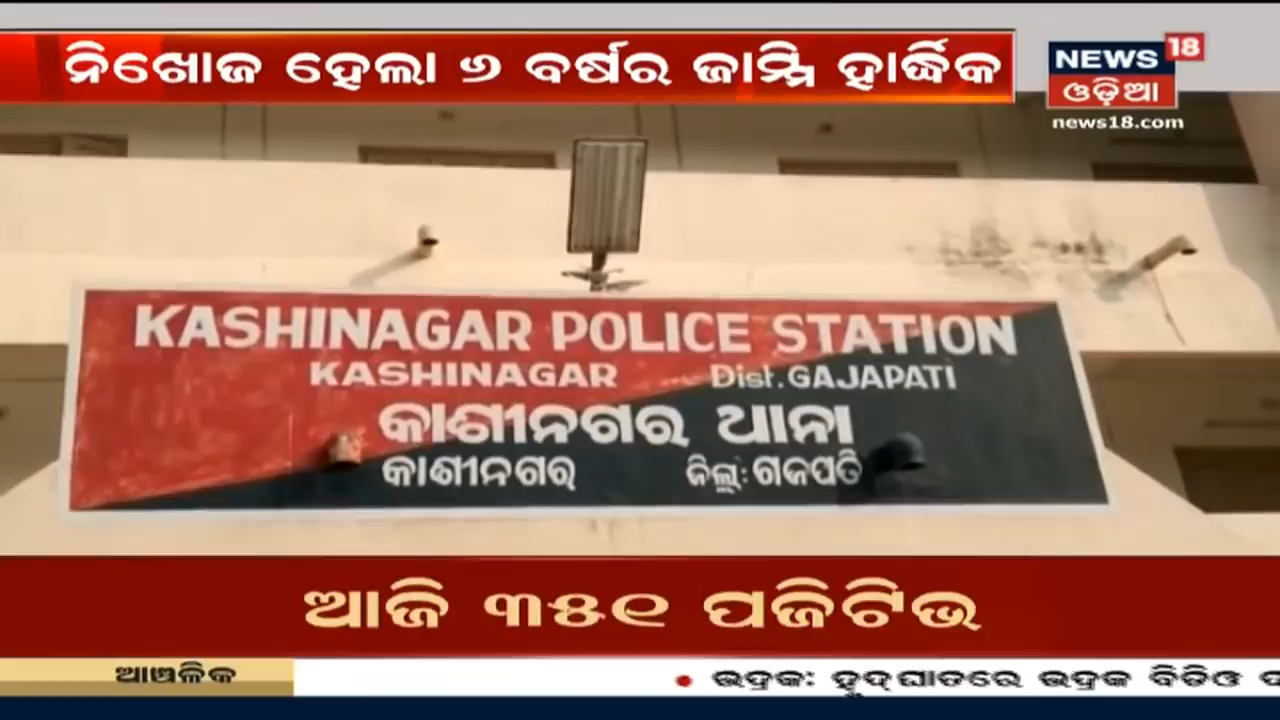 ନିଖୋଜ ହେଲା ୬ ବର୍ଷର ଜାମ୍ମି ହାର୍ଦ୍ଧିକ
NEWS 18
ଓଡ଼ିଆ
news18.com
KASHINAGAR POLICE STATION
KASHINAGAR Dist.GAJAPATI
କାଶୀନଗର ଥାନା
କାଶୀନଗର ଜିଲ୍ଲା: ଗଜପତି
ଆଜି ୩୫୧ ପଜିଟିଭ
ଆଞ୍ଚଳିକ
ଭଦ୍ରକ: ହୃଦ୍‌ଘାତରେ ଭଦ୍ରକ ବିଡିଓ